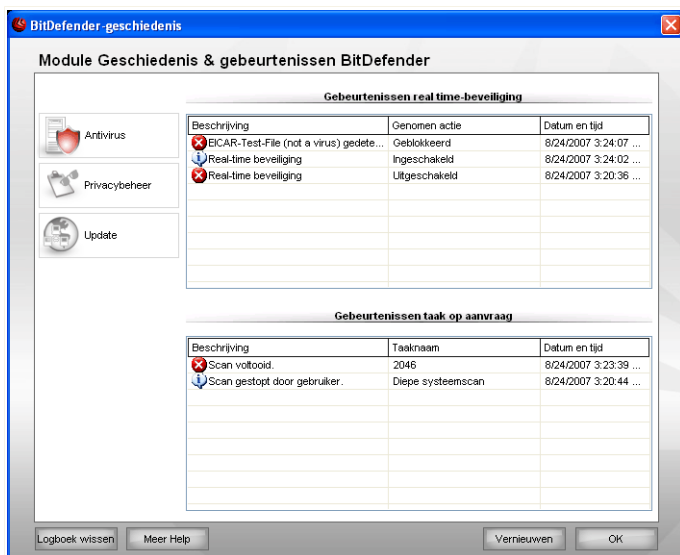 BitDefender-geschiedenis
Module Geschiedenis & gebeurtenissen BitDefender
Antivirus
Privacybeheer
Update
Gebeurtenissen real time-beveiliging
Beschrijving Genomen actie Datum en tijd
EICAR-Test-File (not a virus) gedete... Geblokkeerd 8/24/2007 3:24:07 ...
Real-time beveiliging Ingeschakeld 8/24/2007 3:24:02 ...
Real-time beveiliging Uitgeschakeld 8/24/2007 3:20:36 ...
Gebeurtenissen taak op aanvraag
Beschrijving Taaknaam Datum en tijd
Scan voltooid. 2046 8/24/2007 3:23:39 ...
Scan gestopt door gebruiker. Diepe systeemscan 8/24/2007 3:20:44 ...
Logboek wissen Meer Help Vernieuwen OK